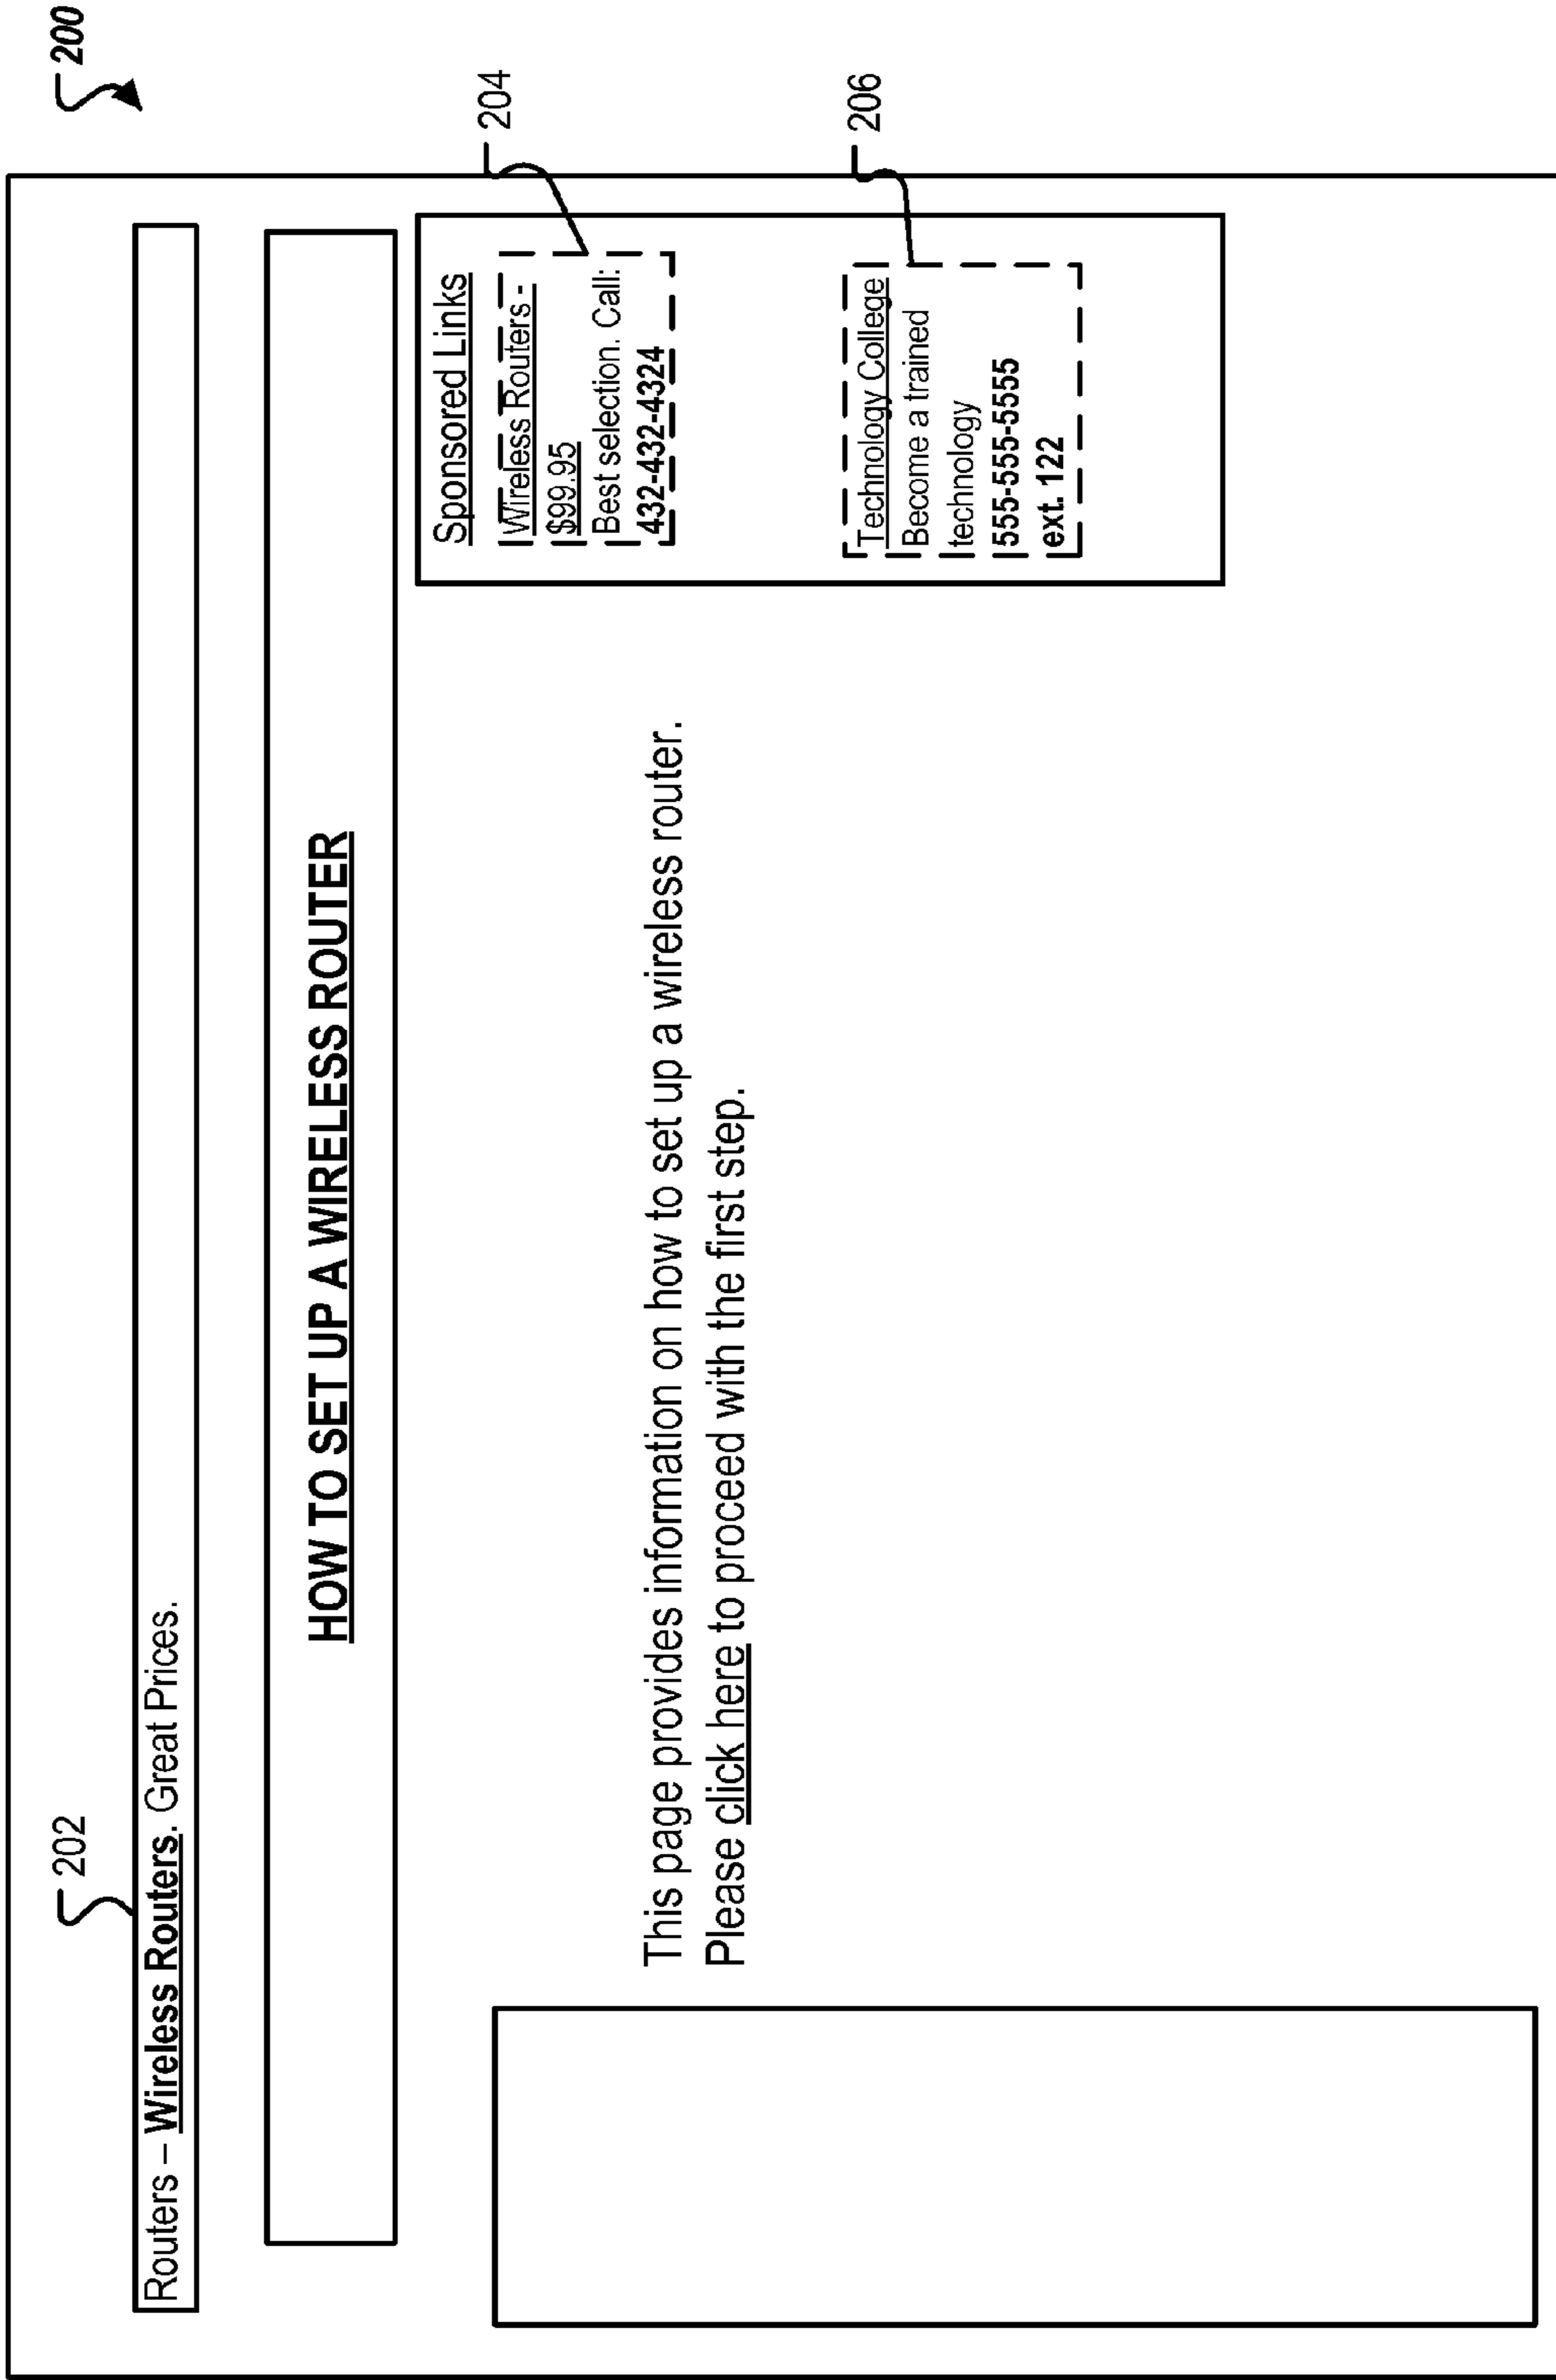 200
202
Routers – Wireless Routers. Great Prices.
HOW TO SET UP A WIRELESS ROUTER
This page provides information on how to set up a wireless router.
Please click here to proceed with the first step.
Sponsored Links
Wireless Routers -
$99.95
Best selection. Call:
432-432-4324
204
Technology College
Become a trained
technology
555-555-5555
ext. 122
206